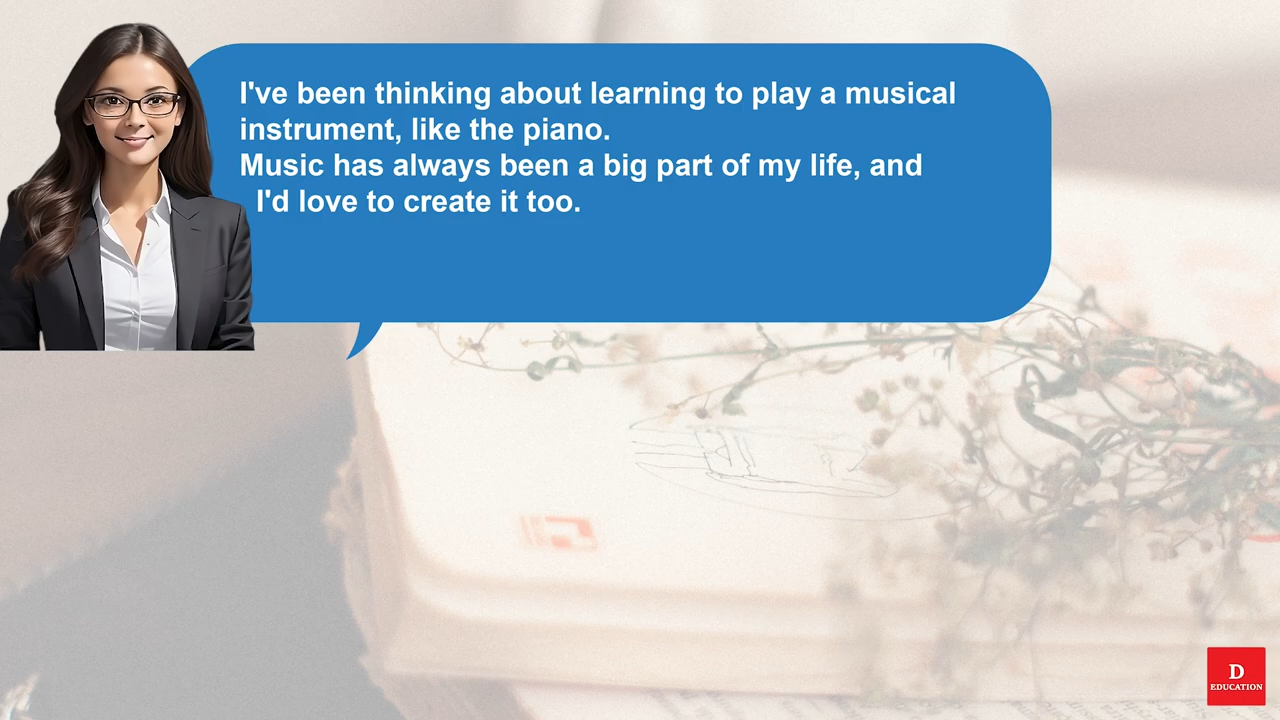 I've been thinking about learning to play a musical
instrument, like the piano.
Music has always been a big part of my life, and
I'd love to create it too.
D
EDUCATION